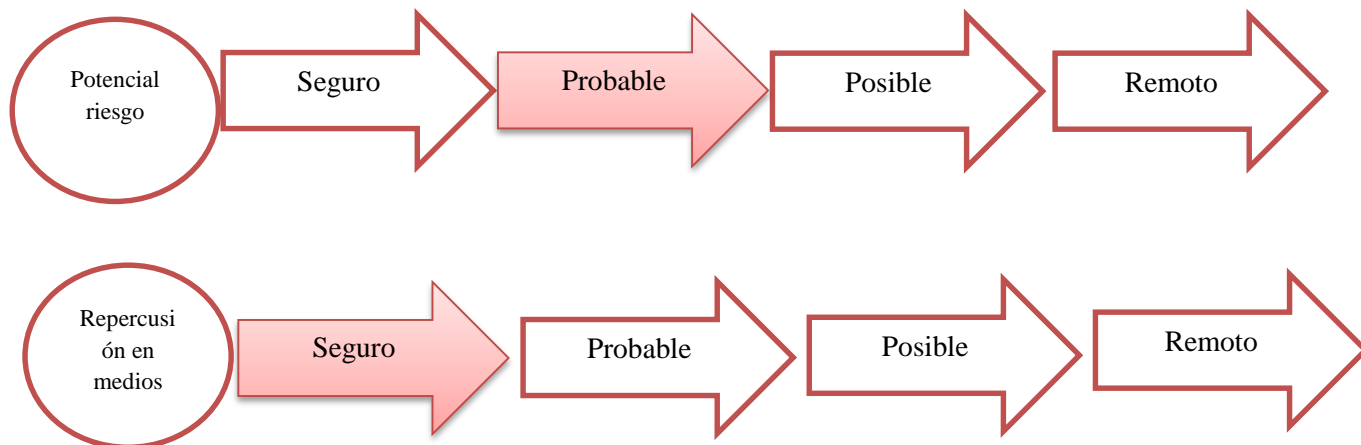 Potencial
riesgo
Seguro
Probable
Posible
Remoto
Repercusi
ón en
medios
Seguro
Probable
Posible
Remoto